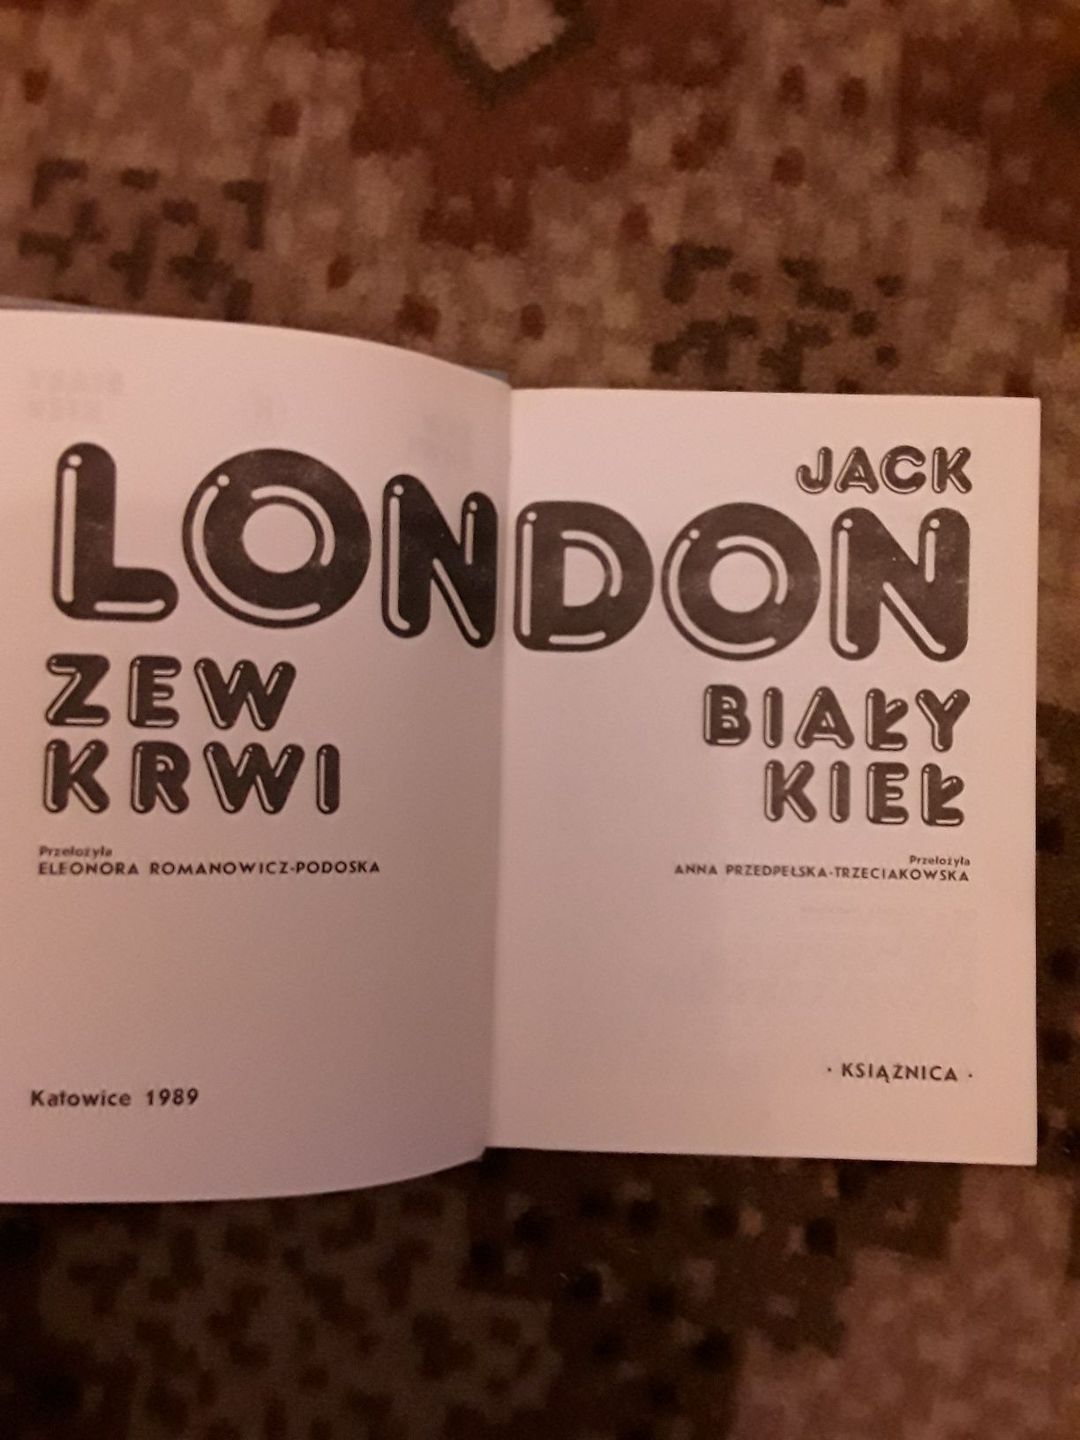 JACK
LONDON
ZEW
KRWI
Przełożyła
ELEONORA ROMANOWICZ-PODOSKA
Katowice 1989
BIAŁY
KIEŁ
Przełożyła
ANNA PRZEDPEŁSKA-TRZECIAKOWSKA
· KSIĄŻNICA ·